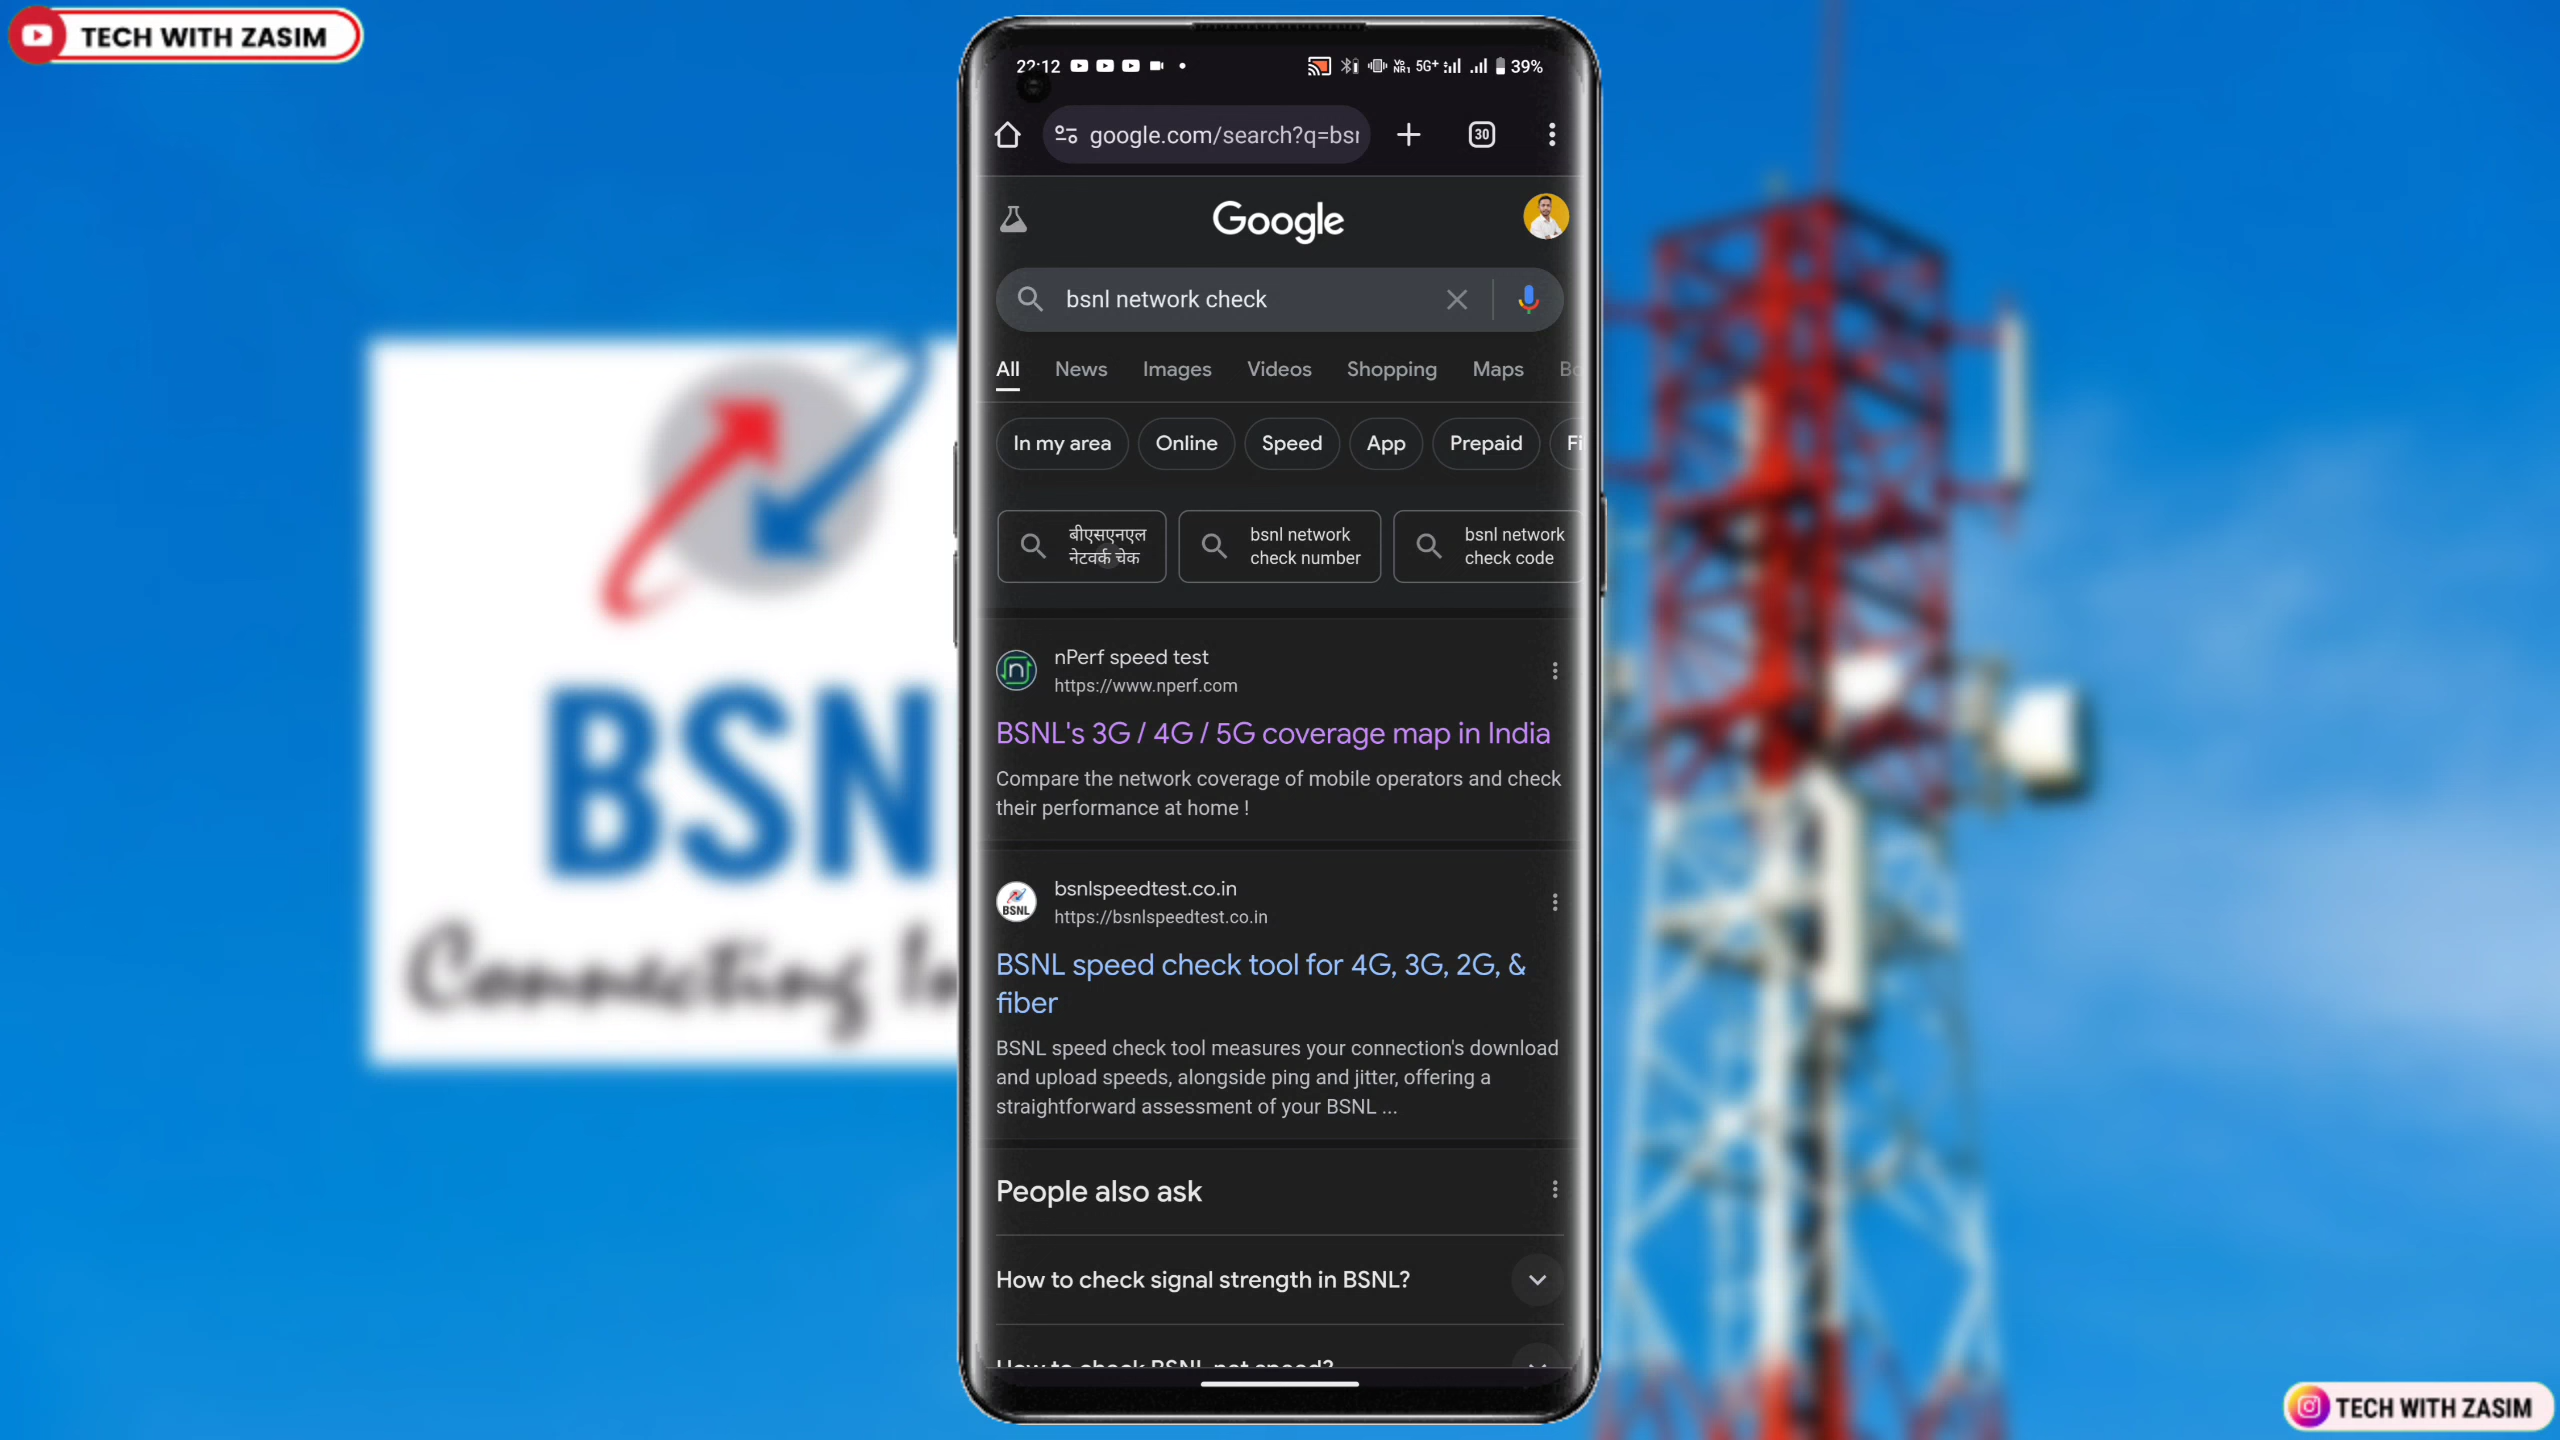 TECH WITH ZASIM
22:12
5G+
39%
google.com/search?q=bsn
30
Google
bsnl network check
All News Images Videos Shopping Maps
In my area Online Speed App Prepaid
बीएसएनएल
नेटवर्क चेक
bsnl network
check number
bsnl network
check code
nPerf speed test
https://www.nperf.com
BSNL's 3G / 4G / 5G coverage map in India
Compare the network coverage of mobile operators and check
their performance at home !
BSNL
bsnlspeedtest.co.in
https://bsnlspeedtest.co.in
BSNL speed check tool for 4G, 3G, 2G, &
fiber
BSNL speed check tool measures your connection's download
and upload speeds, alongside ping and jitter, offering a
straightforward assessment of your BSNL ...
People also ask
How to check signal strength in BSNL?
How to check BSNL net speed?
BSN
Connecting In
TECH WITH ZASIM